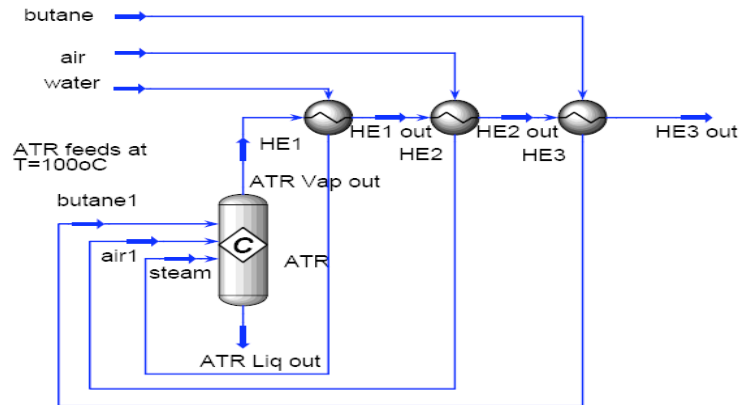 butane
air
water
HE1
HE1 out
HE2
HE2 out
HE3
HE3 out
ATR feeds at
T=100oC
ATR Vap out
butane1
air1
steam
C
ATR
ATR Liq out